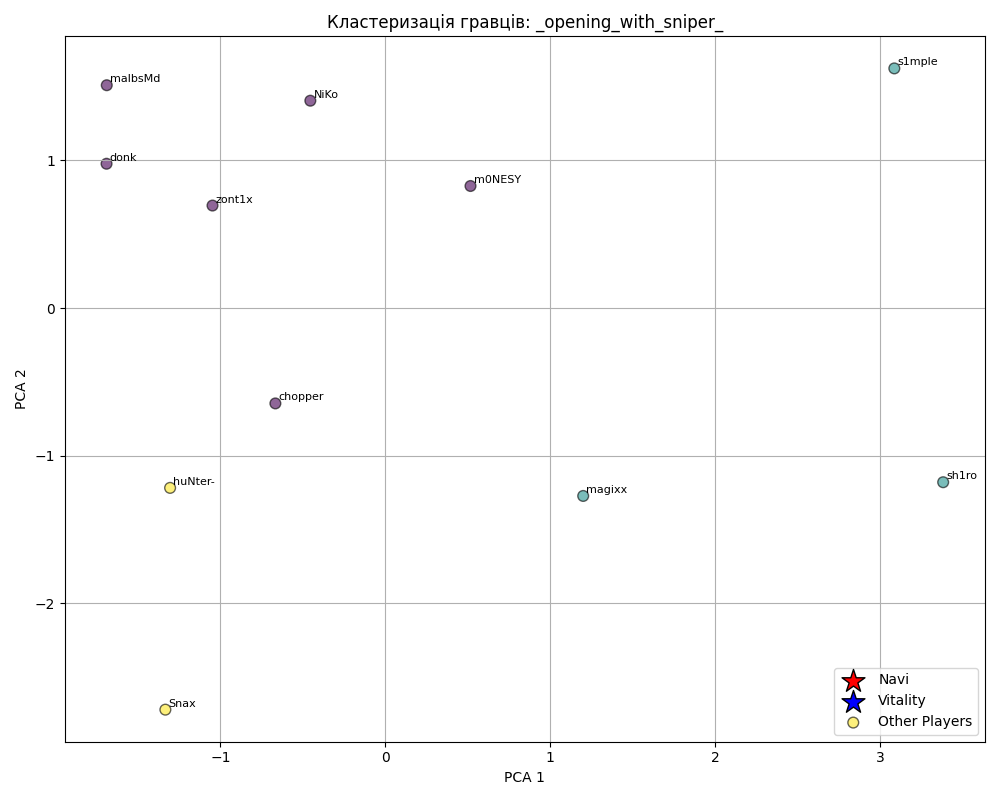 Кластеризація гравців: _opening_with_sniper_
malbsMd
s1mple
NiKo
donk
m0NESY
zont1x
chopper
huNter-
magixx
sh1ro
Snax
1
0
−1
−2
PCA 2
−1
0
1
2
3
PCA 1
Navi
Vitality
Other Players